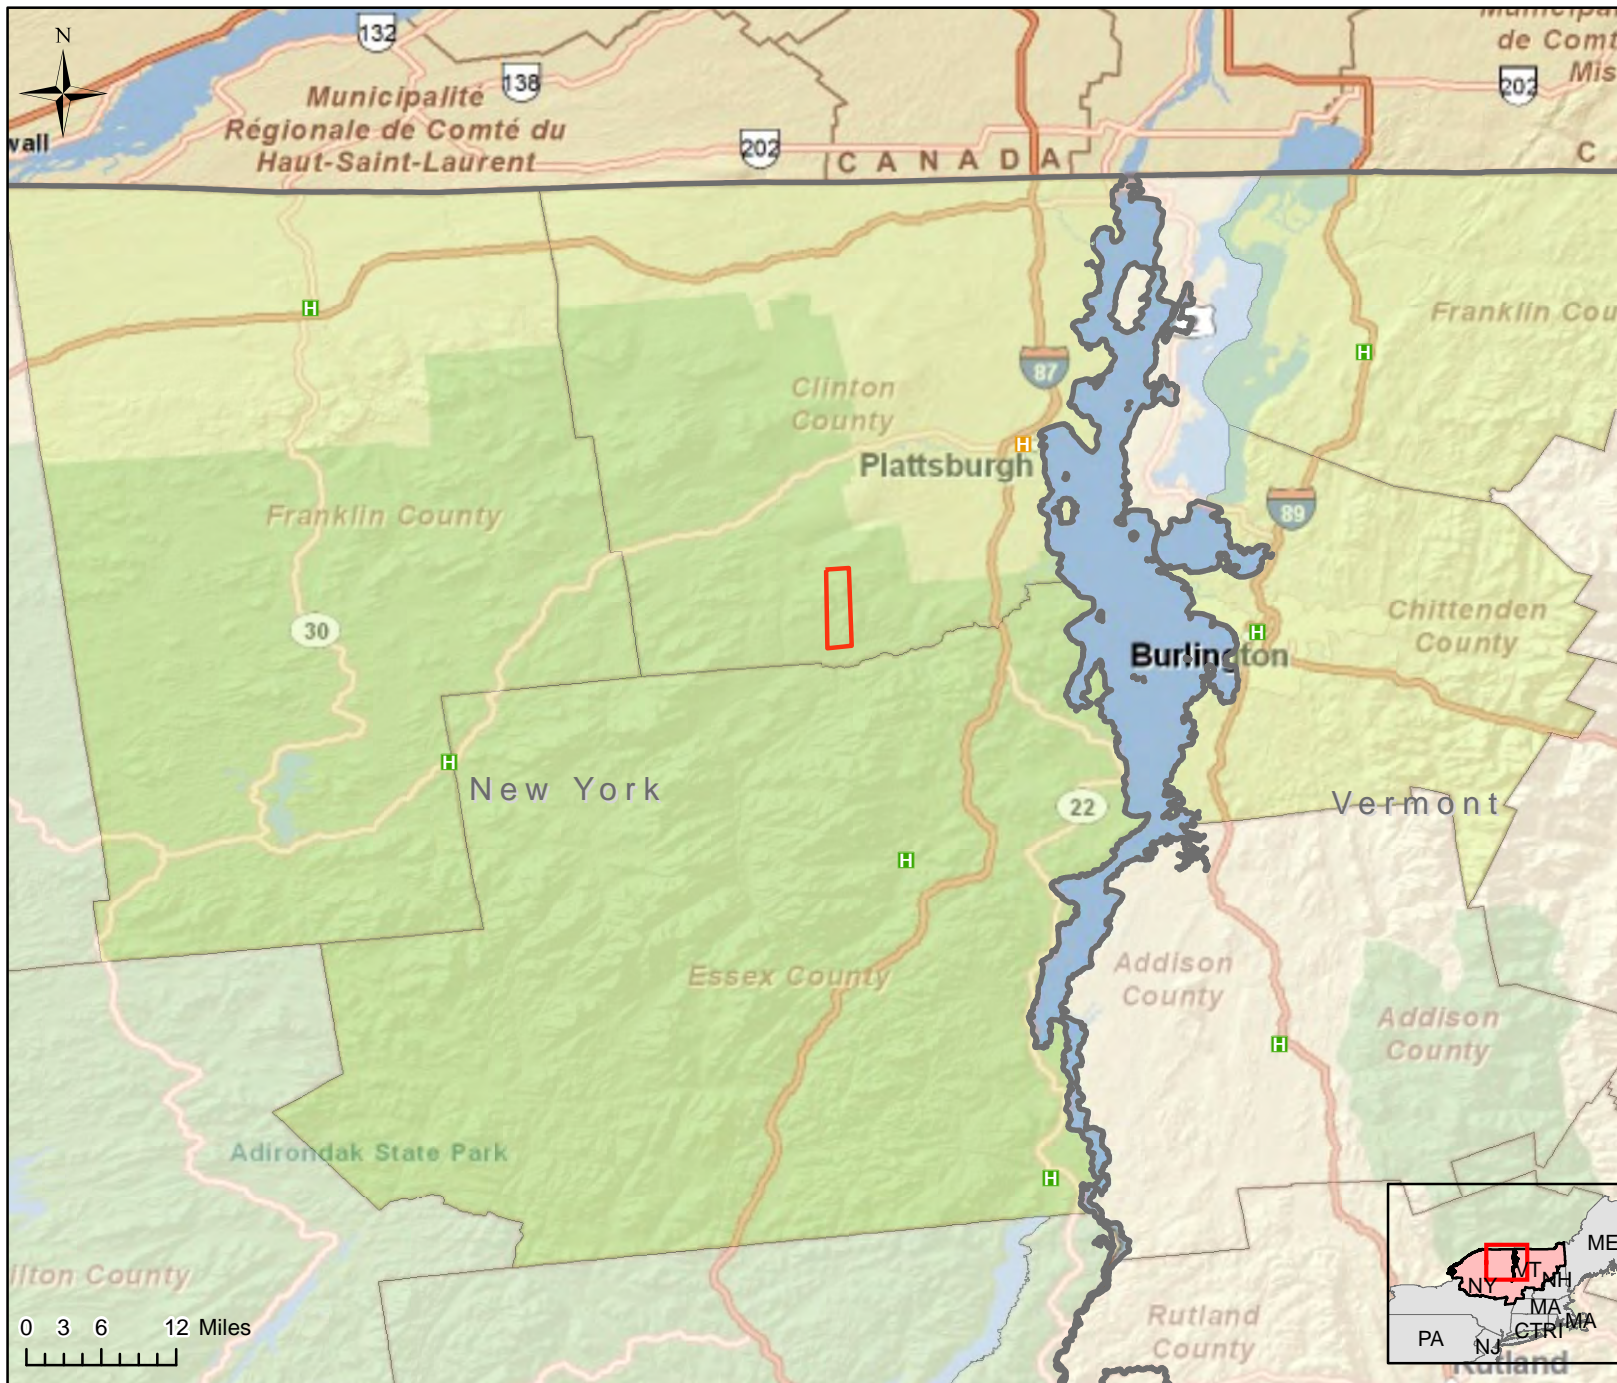 N
132
138
Municipalité
Régionale de Comté du
Haut-Saint-Laurent
wall
202
CANADA
de Comt
Mis
202
C
H
Franklin Cou
H
87
Clinton
County
H
Plattsburgh
Franklin County
89
30
Chittenden
County
H
Burlington
H
New York
22
Vermont
H
Essex County
Addison
County
Addison
County
H
Adirondak State Park
H
ilton County
Rutland
County
0 3 6 12 Miles
ME
VT
NH
NY
MA
MA
CT
RI
PA
NJ
Rutland